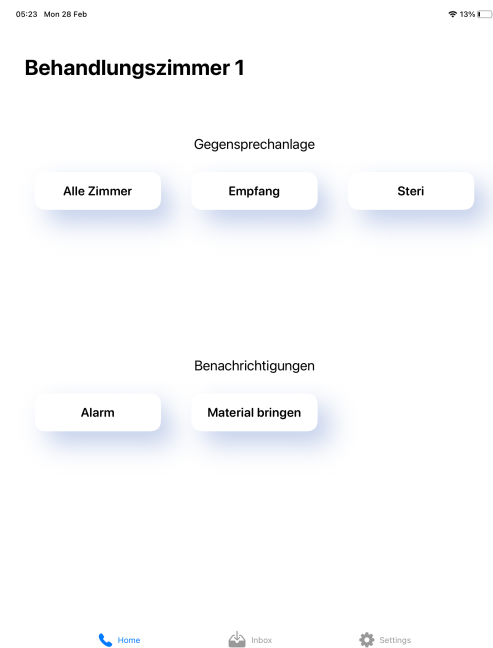 05:23 Mon 28 Feb 13%
Behandlungszimmer 1
Gegensprechanlage
Alle Zimmer Empfang Steri
Benachrichtigungen
Alarm Material bringen
Home Inbox Settings